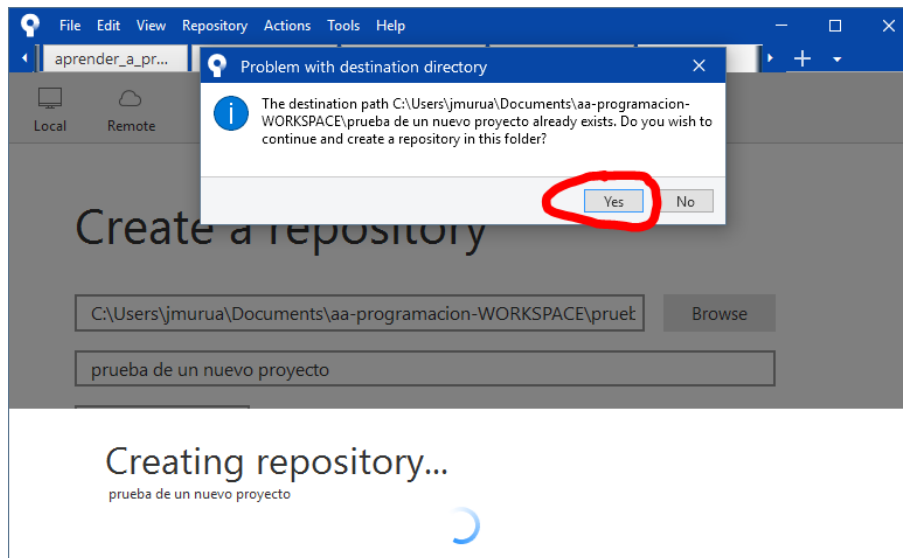 File Edit View Repository Actions Tools Help
aprender_a_pr...
Problem with destination directory
Local Remote
The destination path C:\Users\jmurua\Documents\aa-programacion-
WORKSPACE\prueba de un nuevo proyecto already exists. Do you wish to
continue and create a repository in this folder?
Yes No
Create a repository
C:\Users\jmurua\Documents\aa-programacion-WORKSPACE\prueb
Browse
prueba de un nuevo proyecto
Creating repository...
prueba de un nuevo proyecto